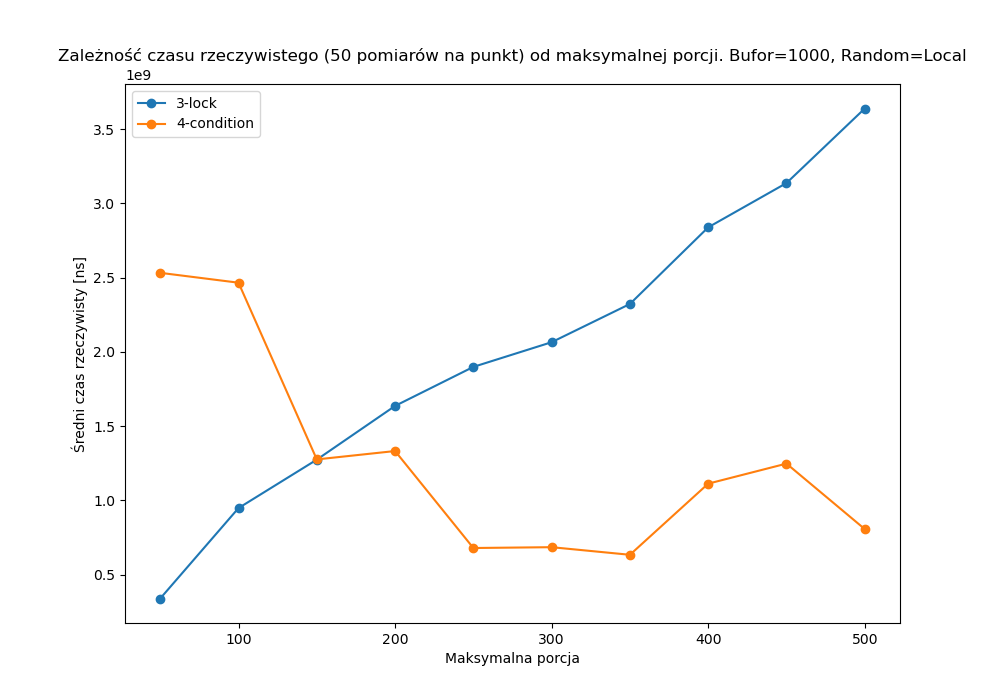 Zależność czasu rzeczywistego (50 pomiarów na punkt) od maksymalnej porcji. Bufor=1000, Random=Local
1e9
3-lock
4-condition
3.5
3.0
2.5
2.0
1.5
1.0
0.5
Średni czas rzeczywisty [ns]
100
200
300
400
500
Maksymalna porcja